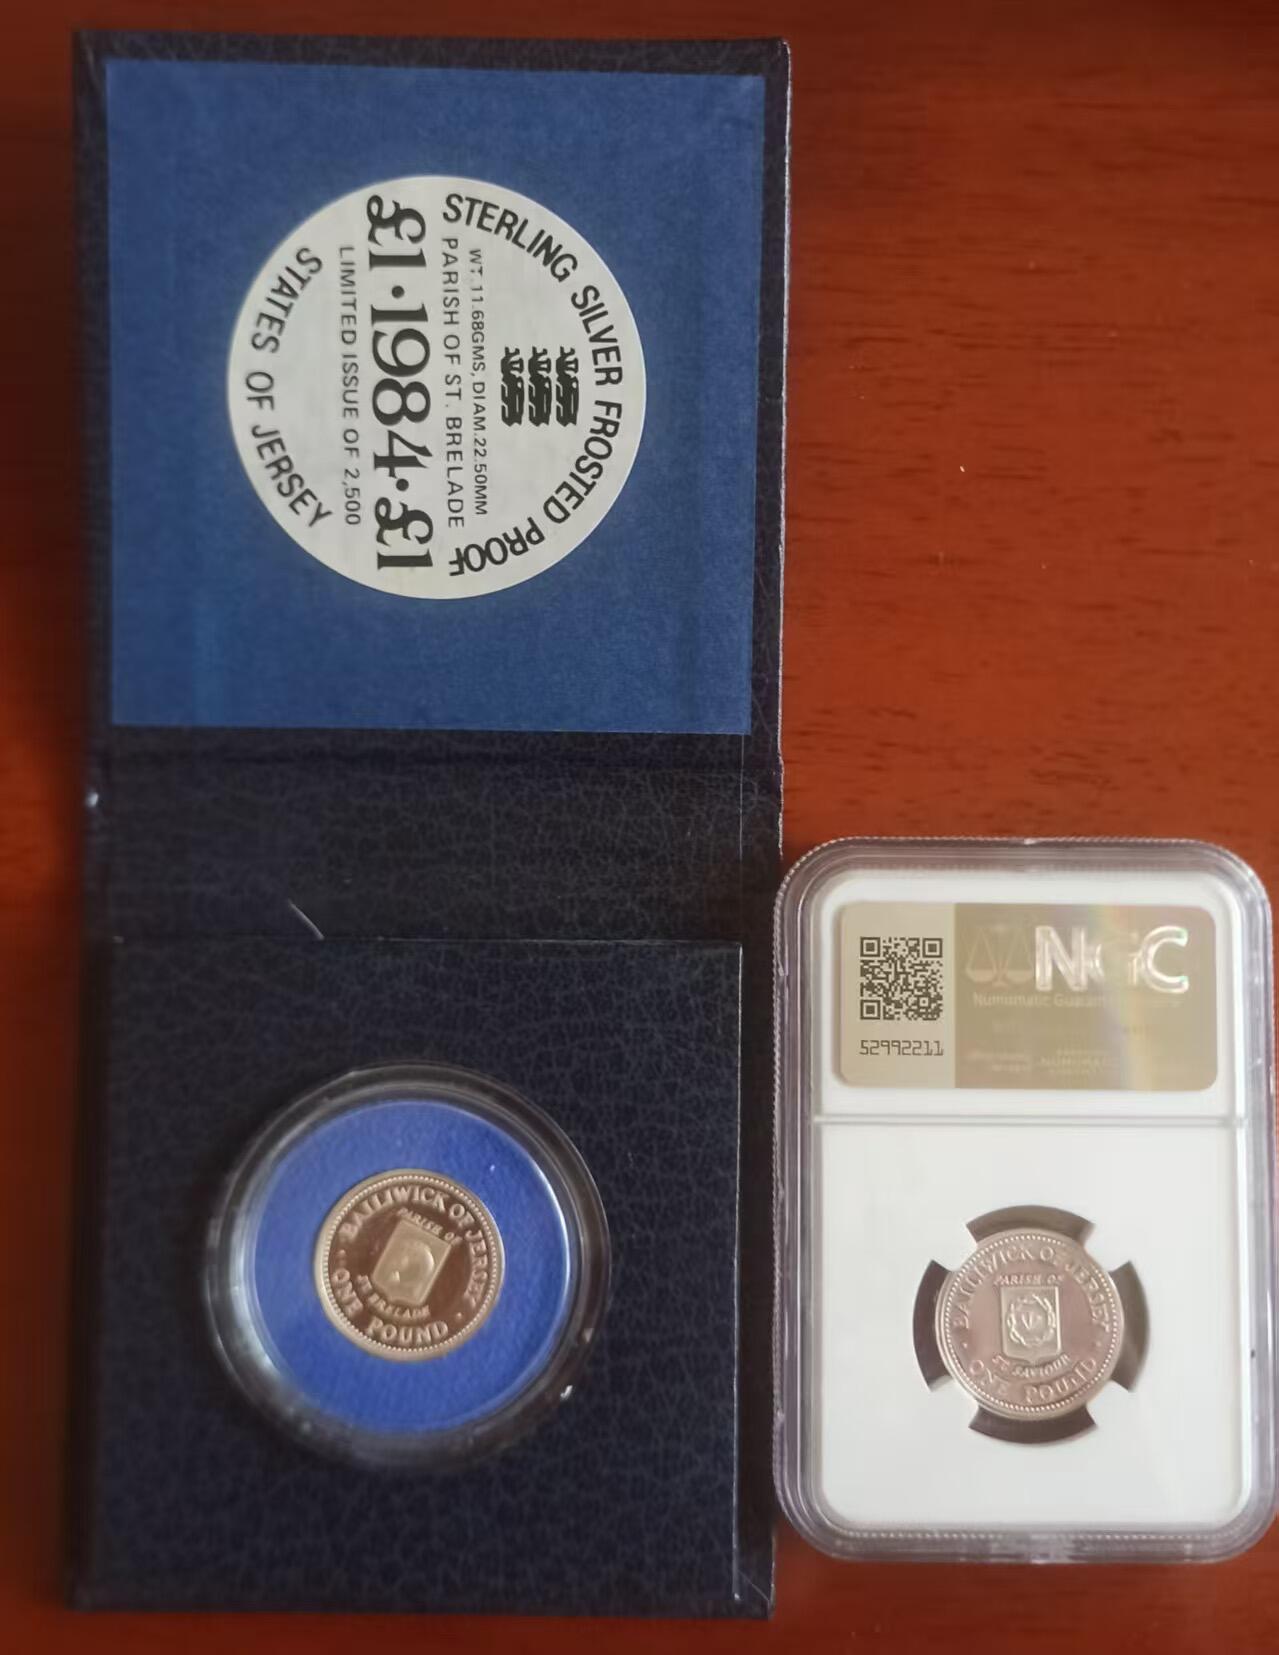 STERLING SILVER FROSTED PROOF
WT. 11.68GMS, DIAM.22.50MM
PARISH OF ST. BRELADE
£1·1984·£1
LIMITED ISSUE OF 2,500
STATES OF JERSEY
BAILIWICK OF JERSEY
PARISH OF
ST BRELADE
ONE POUND
NGC
Numismatic
52992211
BAILIWICK OF JERSEY
PARISH OF
ST SAVIOUR
ONE POUND